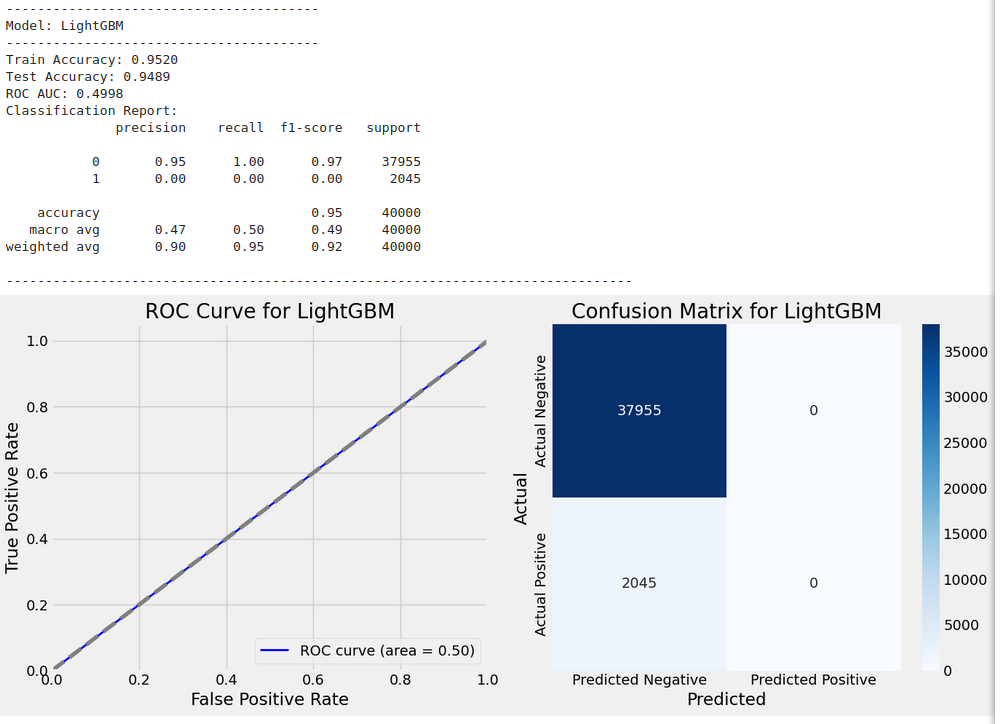 ----------------------------------------
Model: LightGBM
----------------------------------------
Train Accuracy: 0.9520
Test Accuracy: 0.9489
ROC AUC: 0.4998
Classification Report:
precision recall f1-score support
0 0.95 1.00 0.97 37955
1 0.00 0.00 0.00 2045
accuracy 0.95 40000
macro avg 0.47 0.50 0.49 40000
weighted avg 0.90 0.95 0.92 40000
--------------------------------------------------------------------------------
ROC Curve for LightGBM
True Positive Rate
1.0
0.8
0.6
0.4
0.2
0.0
0.0 0.2 0.4 0.6 0.8 1.0
False Positive Rate
ROC curve (area = 0.50)
Confusion Matrix for LightGBM
Actual
Actual Negative
Actual Positive
37955 0
2045 0
Predicted Negative Predicted Positive
Predicted
35000
30000
25000
20000
15000
10000
5000
0